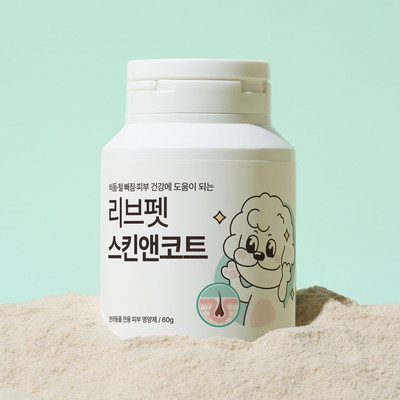 비듬·털 빠짐·피부 건강에 도움이 되는
리브펫
스킨앤코트
반려동물 전용 피부 영양제 / 60g